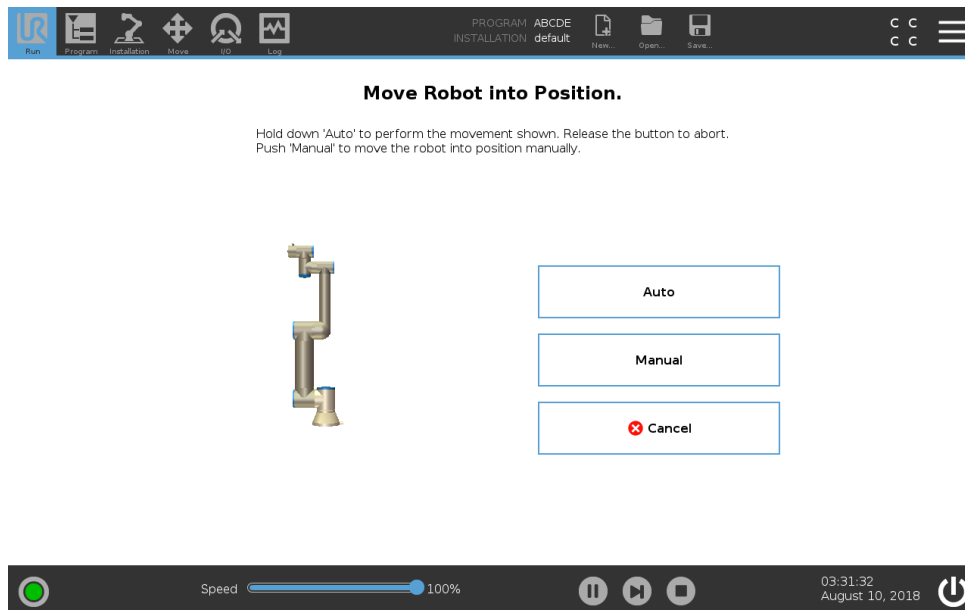 UR
Run
Program
Installation
Move
I/O
Log
PROGRAM ABCDE
INSTALLATION default
New...
Open...
Save...
C C
C C
Move Robot into Position.
Hold down 'Auto' to perform the movement shown. Release the button to abort.
Push 'Manual' to move the robot into position manually.
Auto
Manual
Cancel
Speed
100%
03:31:32
August 10, 2018